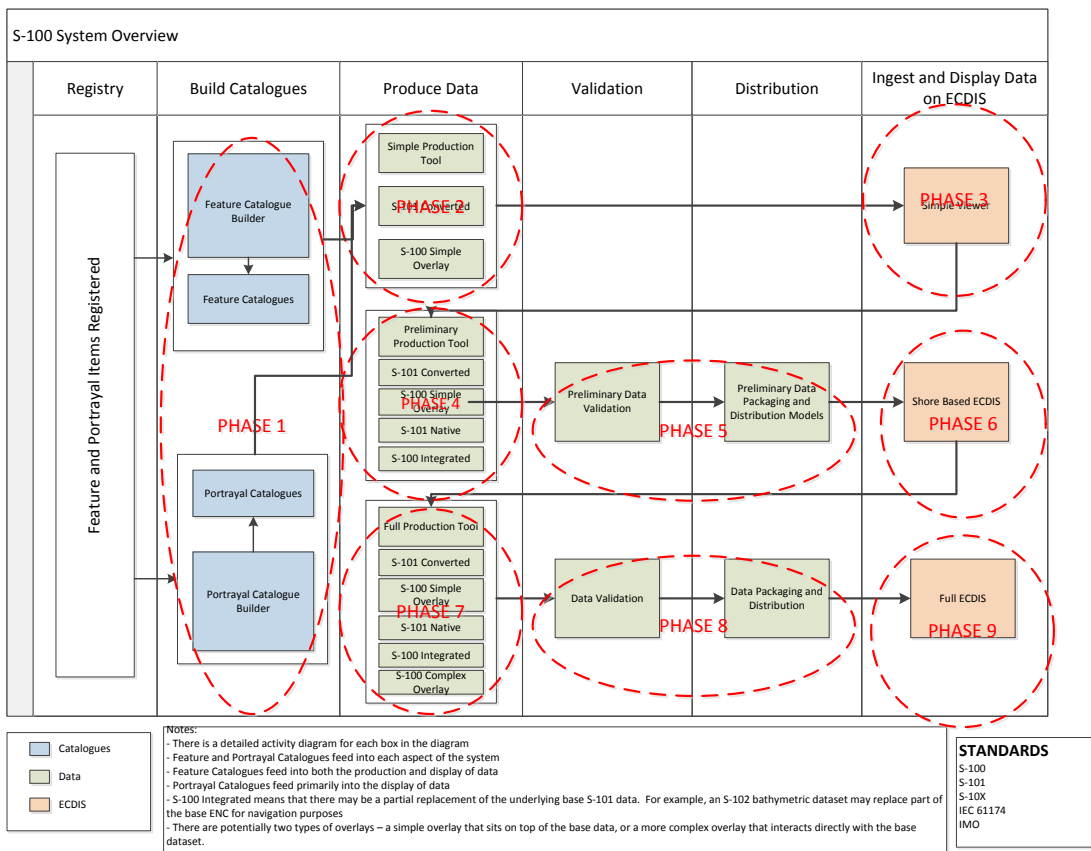 S-100 System Overview
Registry
Build Catalogues
Produce Data
Validation
Distribution
Ingest and Display Data
on ECDIS
Feature and Portrayal Items Registered
Feature Catalogue
Builder
Feature Catalogues
PHASE 1
Portrayal Catalogues
Portrayal Catalogue
Builder
Simple Production
Tool
S-101 Converted
PHASE 2
S-100 Simple
Overlay
PHASE 3
Simple Viewer
Preliminary
Production Tool
S-101 Converted
S-100 Simple
Overlay
PHASE 4
S-101 Native
S-100 Integrated
Preliminary Data
Validation
Preliminary Data
Packaging and
Distribution Models
PHASE 5
Shore Based ECDIS
PHASE 6
Full Production Tool
S-101 Converted
S-100 Simple
Overlay
PHASE 7
S-101 Native
S-100 Integrated
S-100 Complex
Overlay
Data Validation
Data Packaging and
Distribution
PHASE 8
Full ECDIS
PHASE 9
Catalogues
Data
ECDIS
Notes:
- There is a detailed activity diagram for each box in the diagram
- Feature and Portrayal Catalogues feed into each aspect of the system
- Feature Catalogues feed into both the production and display of data
- Portrayal Catalogues feed primarily into the display of data
- S-100 Integrated means that there may be a partial replacement of the underlying base S-101 data. For example, an S-102 bathymetric dataset may replace part of
the base ENC for navigation purposes
- There are potentially two types of overlays – a simple overlay that sits on top of the base data, or a more complex overlay that interacts directly with the base
dataset.
STANDARDS
S-100
S-101
S-10X
IEC 61174
IMO